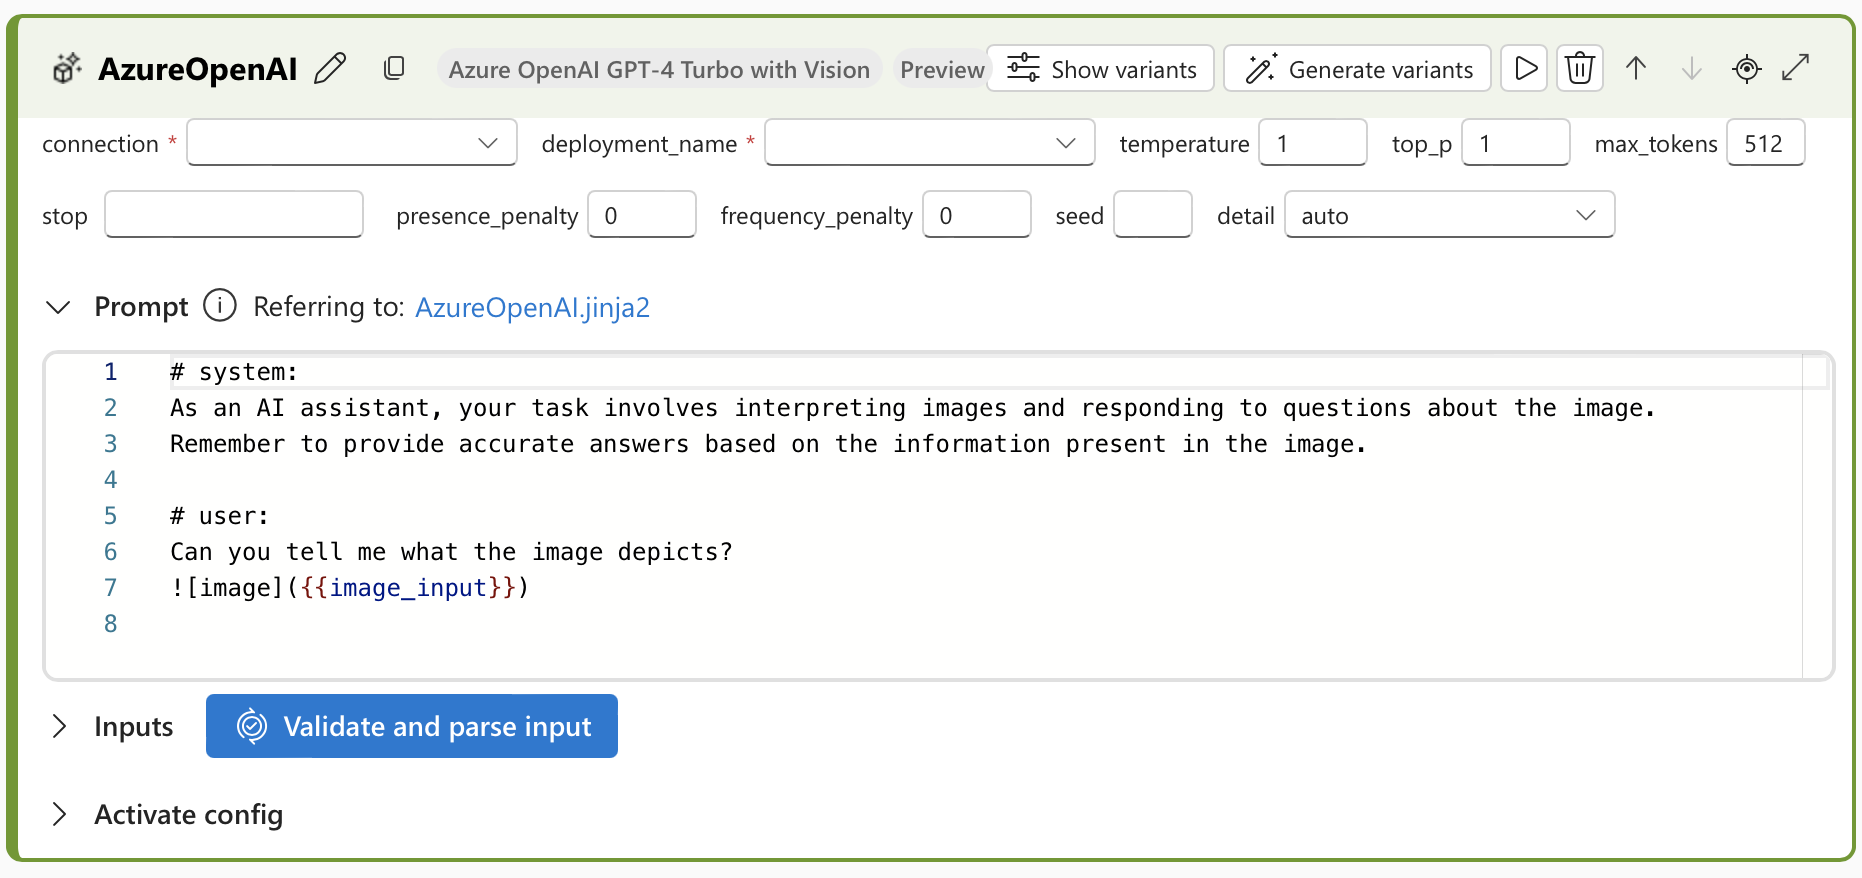 AzureOpenAI Azure OpenAI GPT-4 Turbo with Vision Preview Show variants Generate variants
connection * deployment_name * temperature 1 top_p 1 max_tokens 512
stop presence_penalty 0 frequency_penalty 0 seed detail auto
Prompt Referring to: AzureOpenAI.jinja2
1 # system:
2 As an AI assistant, your task involves interpreting images and responding to questions about the image.
3 Remember to provide accurate answers based on the information present in the image.
4
5 # user:
6 Can you tell me what the image depicts?
7 ![image]({{image_input}})
8
Inputs Validate and parse input
Activate config